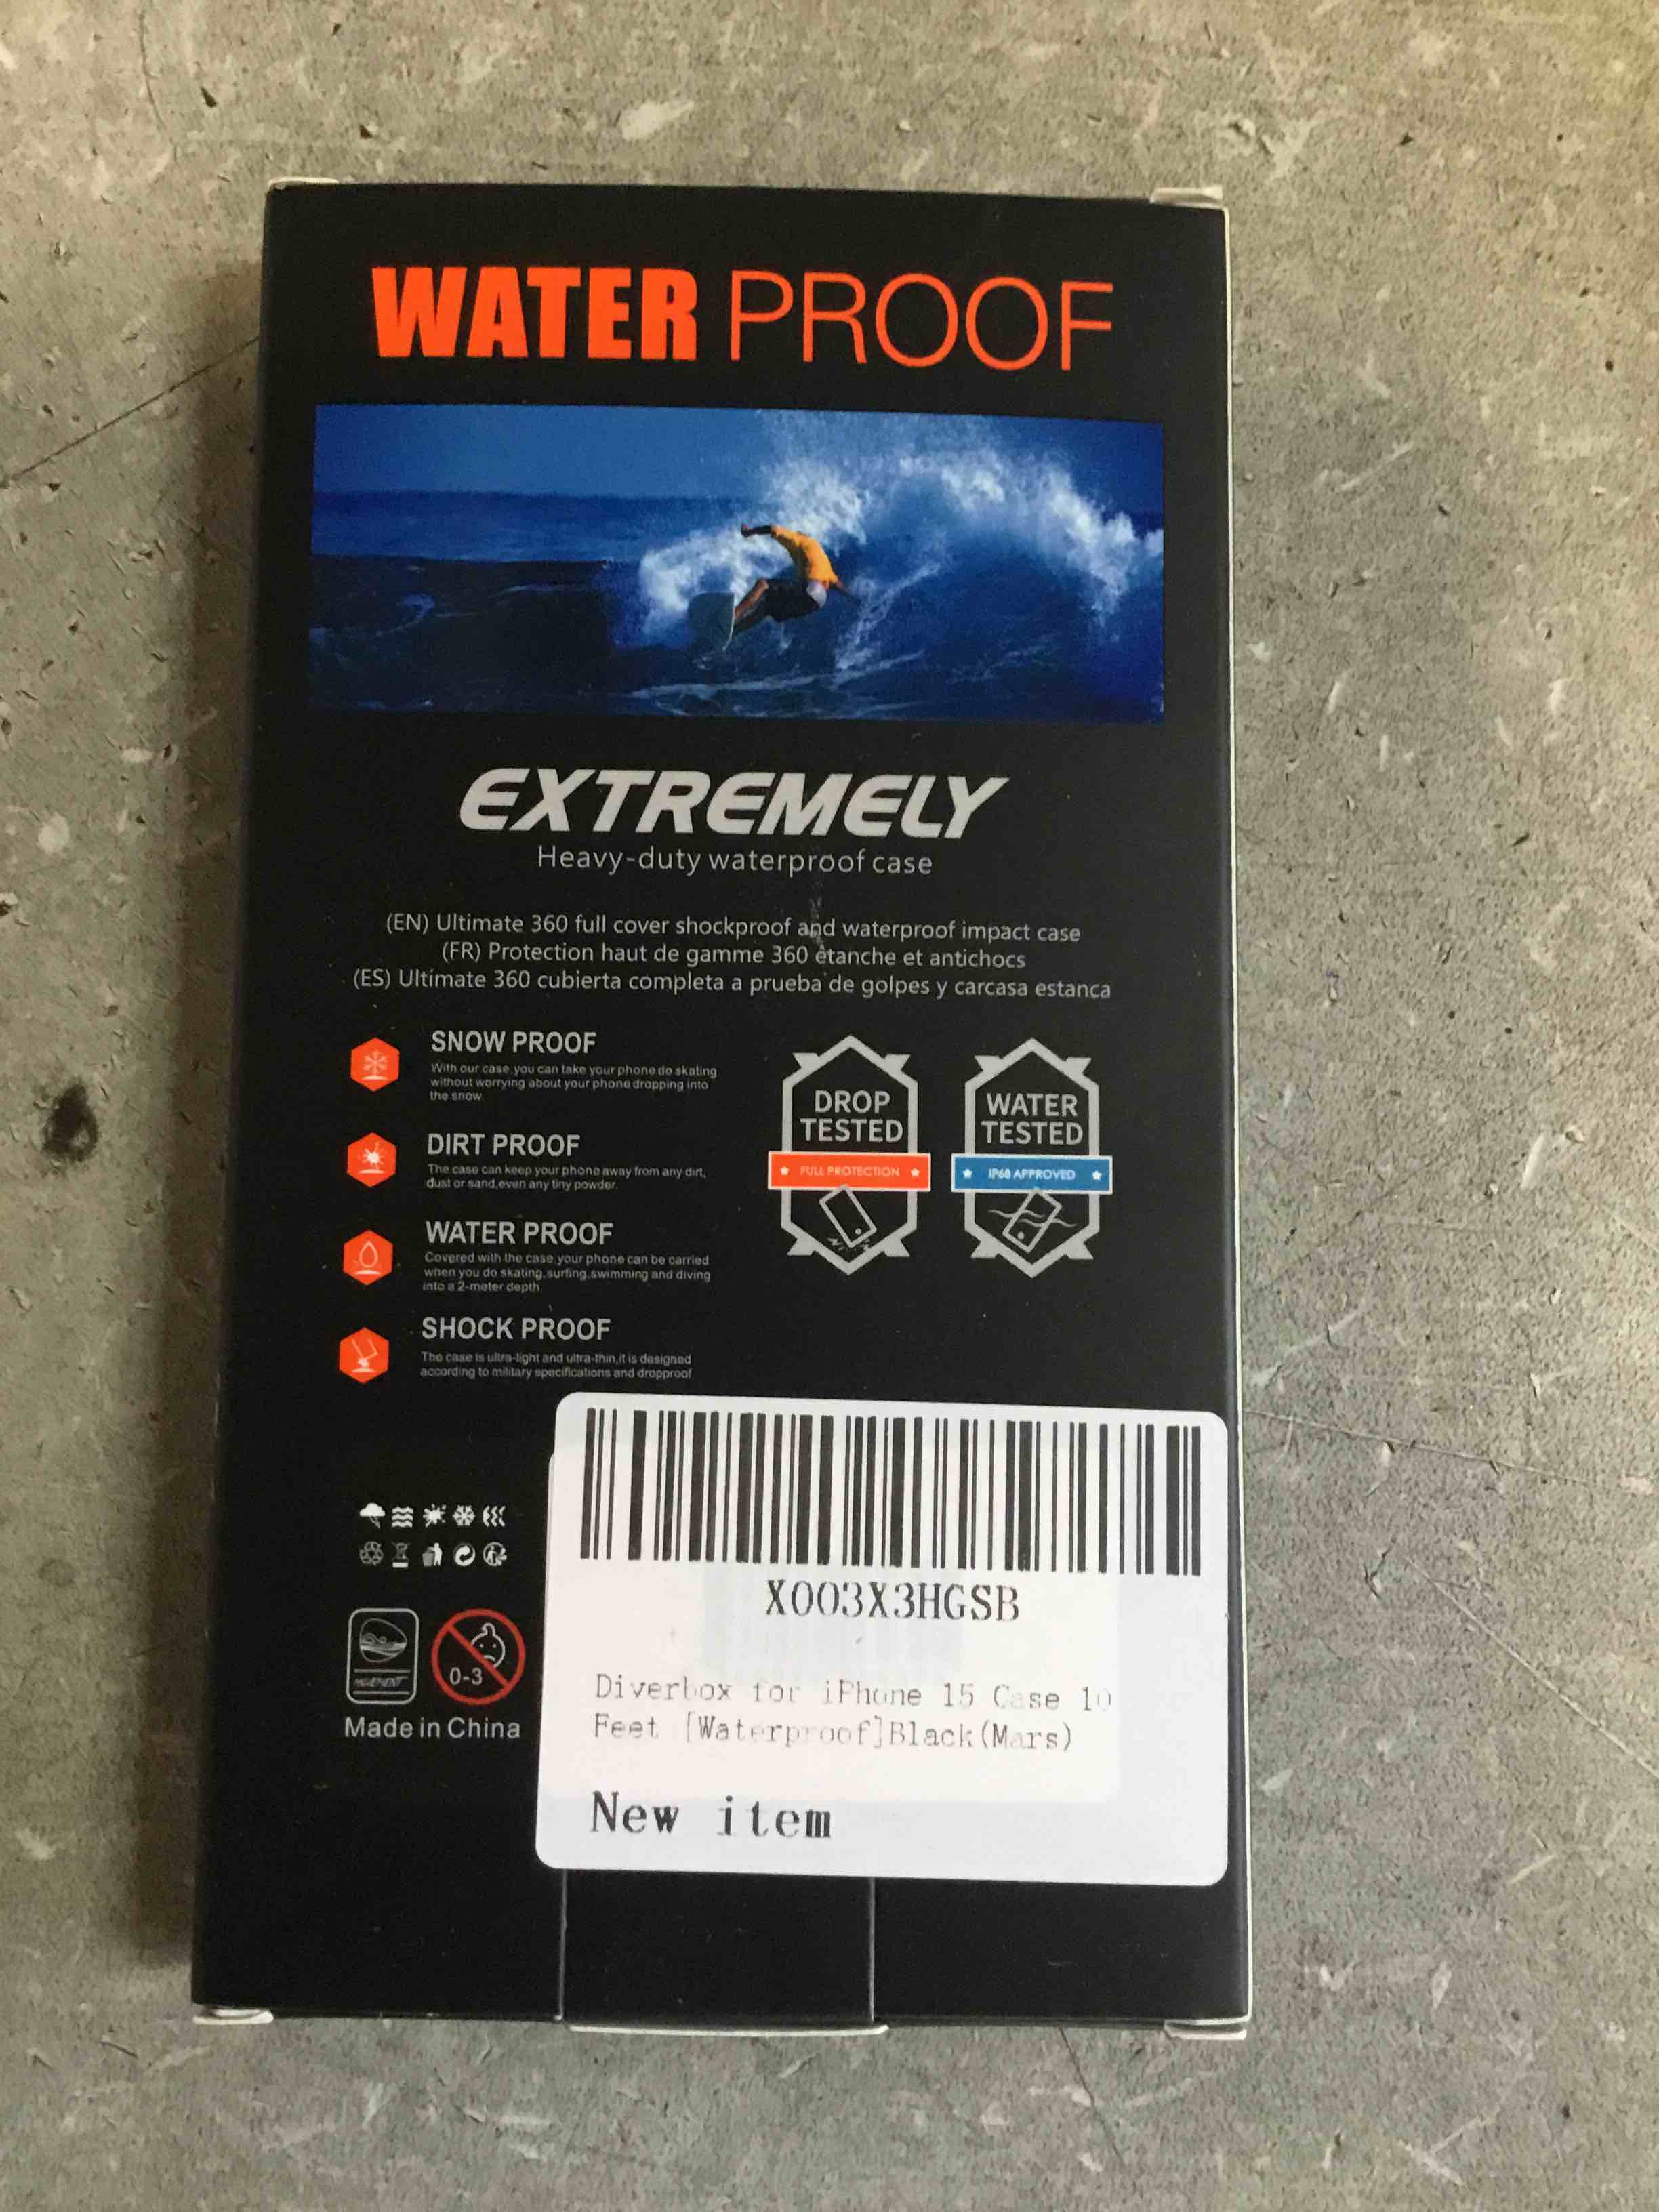 WATER PROOF
EXTREMELY
Heavy-duty waterproof case
(EN) Ultimate 360 full cover shockproof and waterproof impact case
(FR) Protection haut de gamme 360 étanche et antichocs
(ES) Ultimate 360 cubierta completa a prueba de golpes y carcasa estanca
SNOW PROOF
With our case,you can take your phone do skating
without worrying about your phone dropping into
the snow.
DIRT PROOF
The case can keep your phone away from any dirt,
dust or sand,even any tiny powder.
WATER PROOF
Covered with the case,your phone can be carried
when you do skating,surfing,swimming and diving
into a 2-meter depth.
SHOCK PROOF
The case is ultra-light and ultra-thin,it is designed
according to military specifications and dropproof
DROP
TESTED
FULL PROTECTION
WATER
TESTED
IP68 APPROVED
MOVEMENT
0-3
Made in China
X003X3HGSB
Diverbox for iPhone 15 Case 10
Feet [Waterproof]Black(Mars)
New item